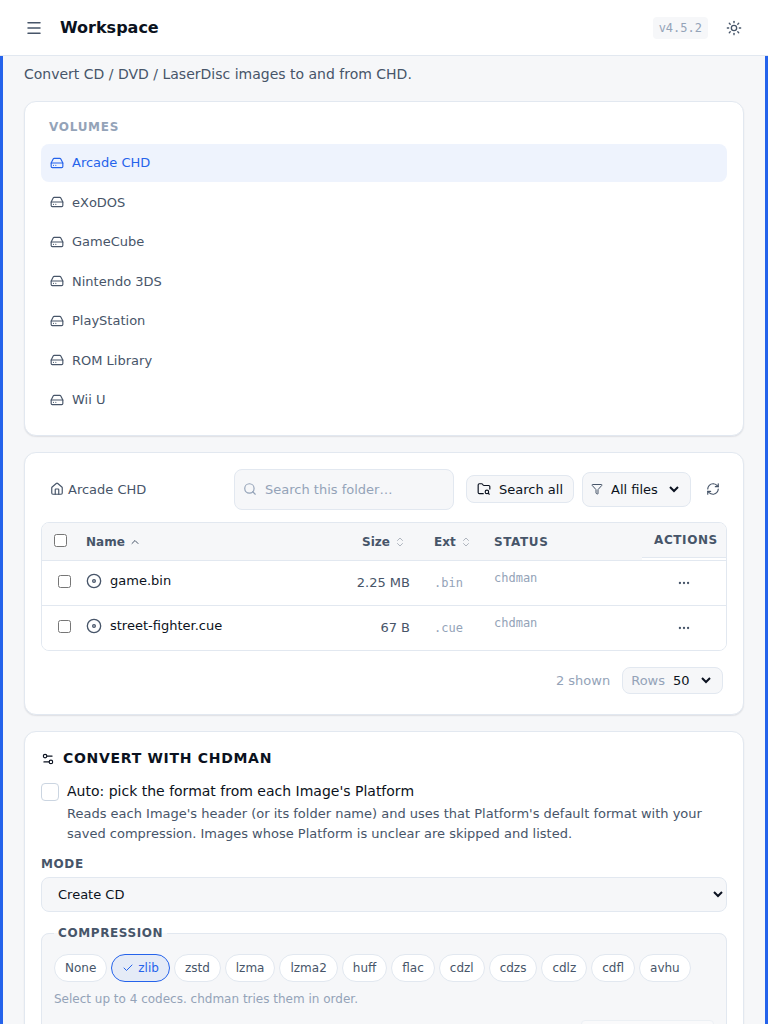 Workspace
v4.5.2
Convert CD / DVD / LaserDisc images to and from CHD.
VOLUMES
Arcade CHD
eXoDOS
GameCube
Nintendo 3DS
PlayStation
ROM Library
Wii U
Arcade CHD
Search this folder…
Search all
All files
Name
Size
Ext
STATUS
ACTIONS
game.bin
2.25 MB
.bin
chdman
street-fighter.cue
67 B
.cue
chdman
2 shown
Rows 50
CONVERT WITH CHDMAN
Auto: pick the format from each Image's Platform
Reads each Image's header (or its folder name) and uses that Platform's default format with your
saved compression. Images whose Platform is unclear are skipped and listed.
MODE
Create CD
COMPRESSION
None
zlib
zstd
lzma
lzma2
huff
flac
cdzl
cdzs
cdlz
cdfl
avhu
Select up to 4 codecs. chdman tries them in order.